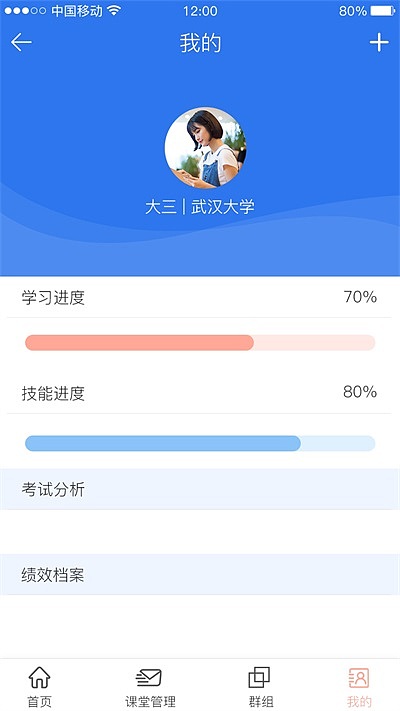 中国移动 12:00 80%
我的
大三 | 武汉大学
学习进度 70%
技能进度 80%
考试分析
绩效档案
首页 课堂管理 群组 我的